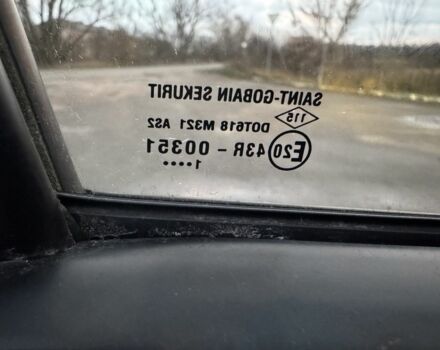 SAINT-GOBAIN SEKURIT
115
DOT618 M321 AS2
E20 43R - 00351
1 ••••